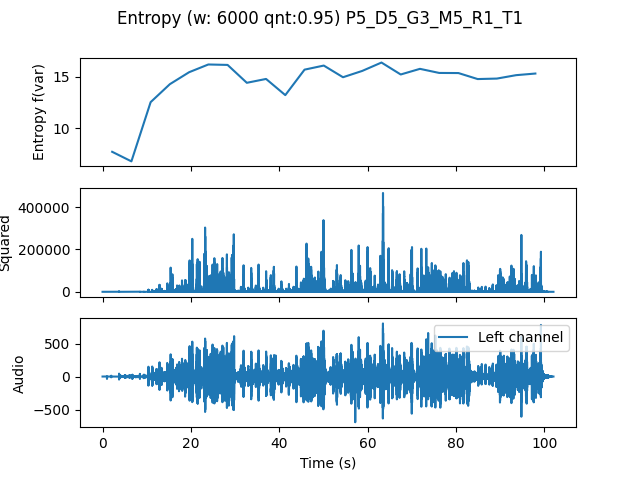 Entropy (w: 6000 qnt:0.95) P5_D5_G3_M5_R1_T1
Entropy f(var)
15
10
Squared
400000
200000
0
Audio
500
0
−500
Left channel
0 20 40 60 80 100
Time (s)